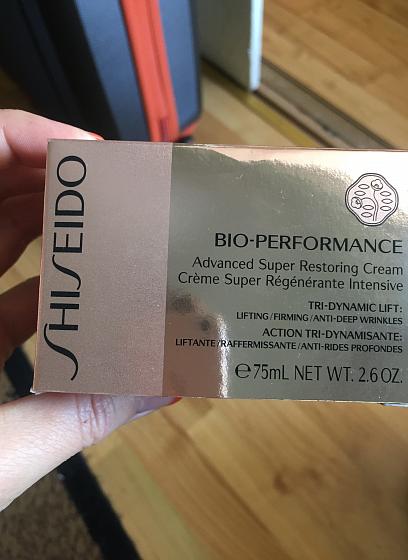 SHISEIDO
BIO-PERFORMANCE
Advanced Super Restoring Cream
Crème Super Régénérante Intensive
TRI-DYNAMIC LIFT:
LIFTING/FIRMING/ANTI-DEEP WRINKLES
ACTION TRI-DYNAMISANTE:
LIFTANTE/RAFFERMISSANTE/ANTI-RIDES PROFONDES
℮75mL NET WT. 2.6 OZ.